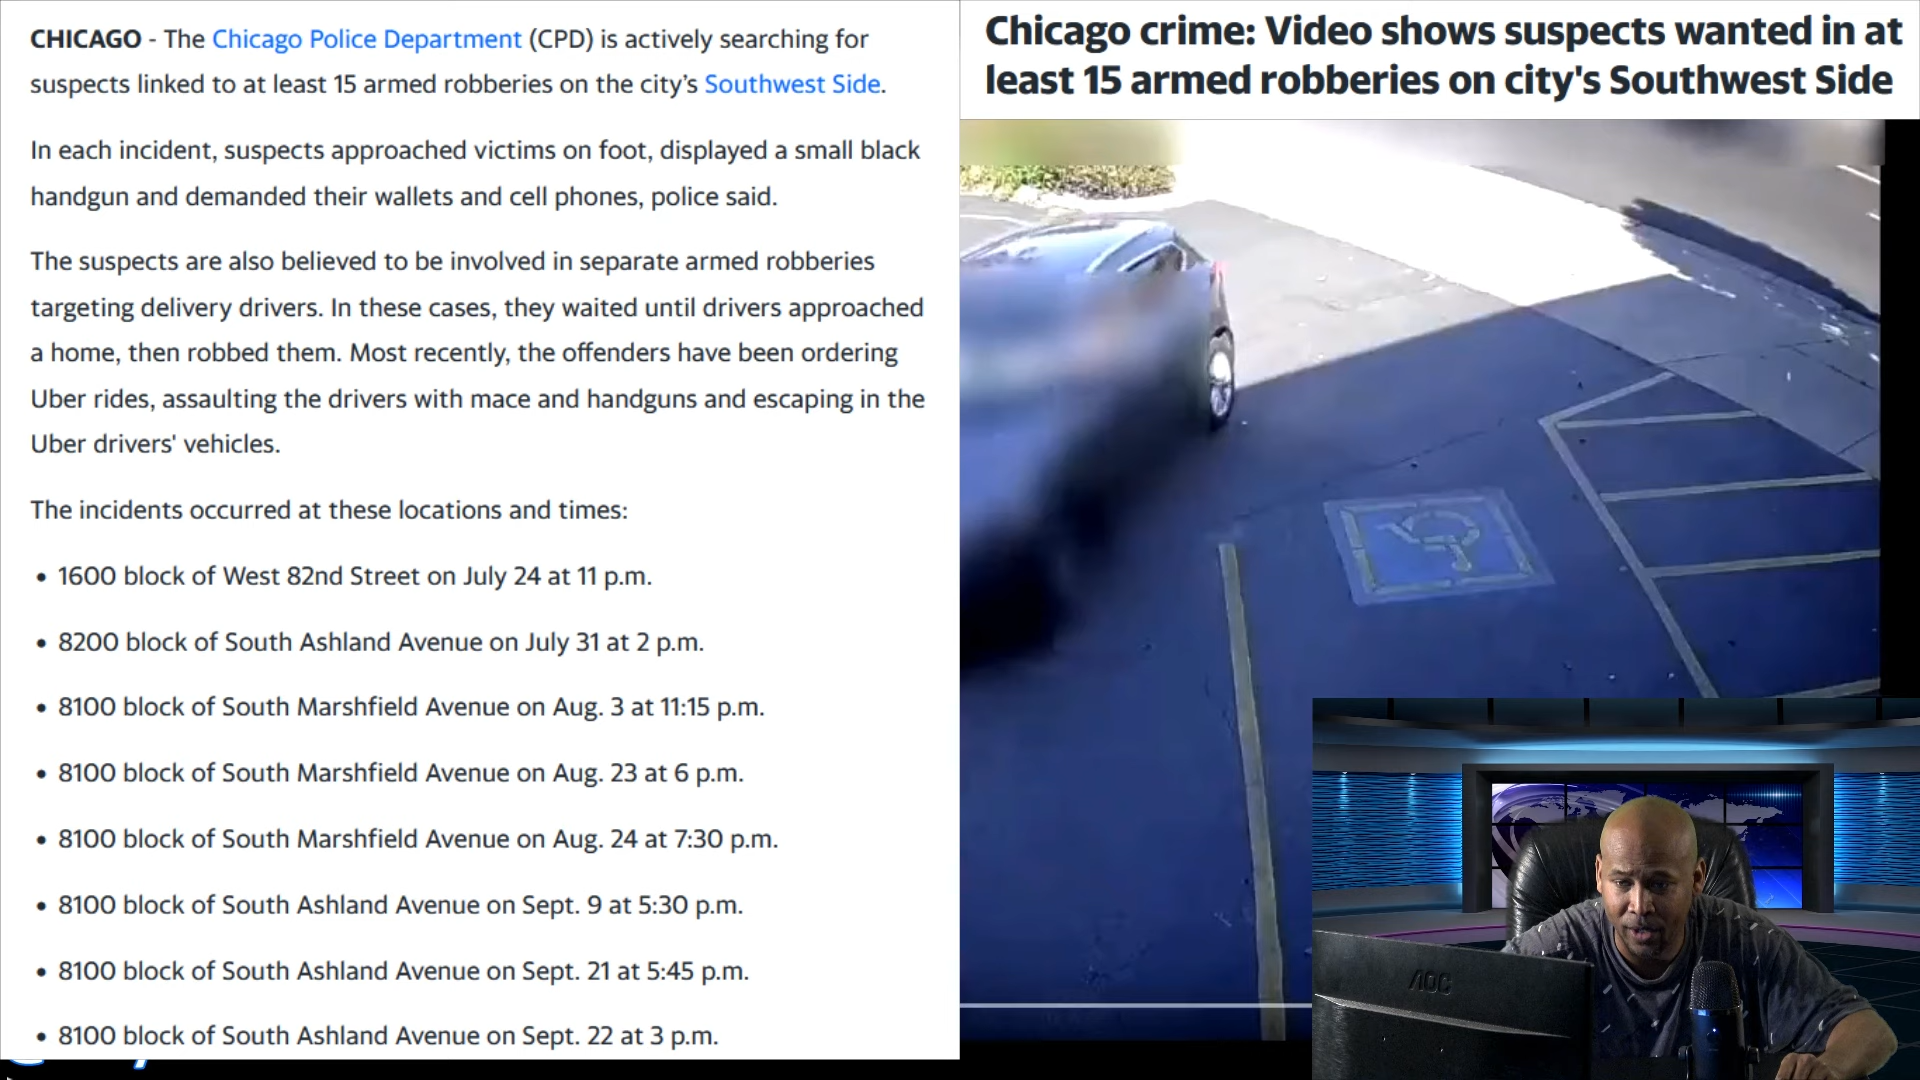 CHICAGO - The Chicago Police Department (CPD) is actively searching for
suspects linked to at least 15 armed robberies on the city’s Southwest Side.
In each incident, suspects approached victims on foot, displayed a small black
handgun and demanded their wallets and cell phones, police said.
The suspects are also believed to be involved in separate armed robberies
targeting delivery drivers. In these cases, they waited until drivers approached
a home, then robbed them. Most recently, the offenders have been ordering
Uber rides, assaulting the drivers with mace and handguns and escaping in the
Uber drivers' vehicles.
The incidents occurred at these locations and times:
• 1600 block of West 82nd Street on July 24 at 11 p.m.
• 8200 block of South Ashland Avenue on July 31 at 2 p.m.
• 8100 block of South Marshfield Avenue on Aug. 3 at 11:15 p.m.
• 8100 block of South Marshfield Avenue on Aug. 23 at 6 p.m.
• 8100 block of South Marshfield Avenue on Aug. 24 at 7:30 p.m.
• 8100 block of South Ashland Avenue on Sept. 9 at 5:30 p.m.
• 8100 block of South Ashland Avenue on Sept. 21 at 5:45 p.m.
• 8100 block of South Ashland Avenue on Sept. 22 at 3 p.m.
Chicago crime: Video shows suspects wanted in at
least 15 armed robberies on city's Southwest Side
AOC